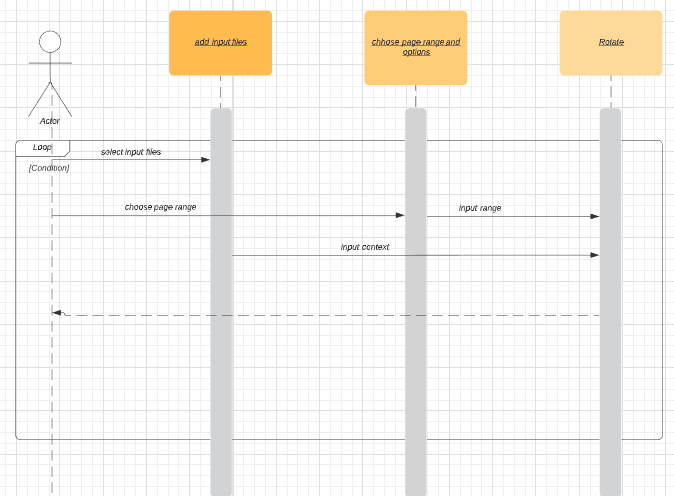 add input files
chhose page range and
options
Rotate
Actor
Loop
[Condition]
select input files
choose page range
input range
input context